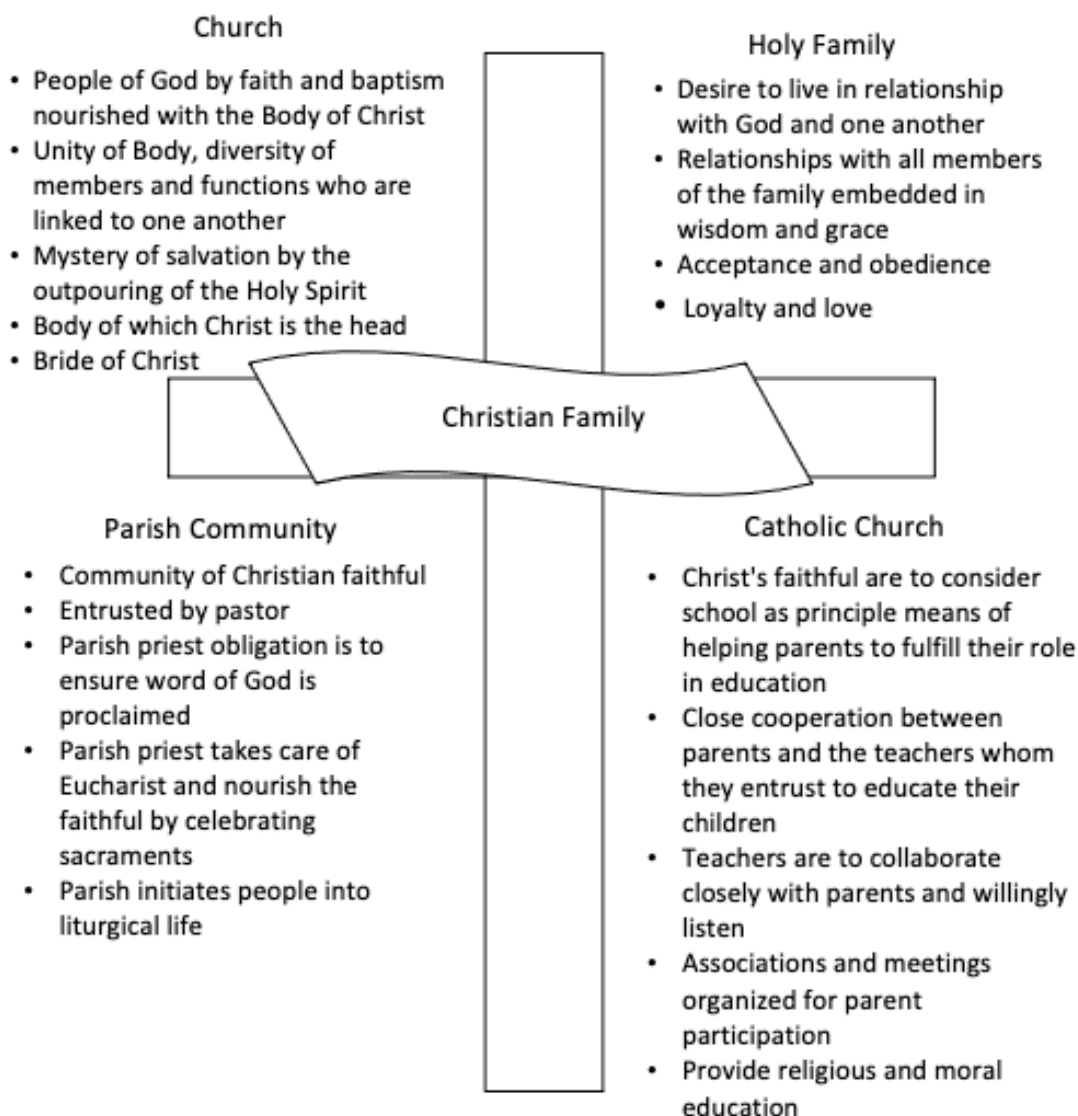 Church
• People of God by faith and baptism
nourished with the Body of Christ
• Unity of Body, diversity of
members and functions who are
linked to one another
• Mystery of salvation by the
outpouring of the Holy Spirit
• Body of which Christ is the head
• Bride of Christ
Holy Family
• Desire to live in relationship
with God and one another
• Relationships with all members
of the family embedded in
wisdom and grace
• Acceptance and obedience
• Loyalty and love
Christian Family
Parish Community
• Community of Christian faithful
• Entrusted by pastor
• Parish priest obligation is to
ensure word of God is
proclaimed
• Parish priest takes care of
Eucharist and nourish the
faithful by celebrating
sacraments
• Parish initiates people into
liturgical life
Catholic Church
• Christ's faithful are to consider
school as principle means of
helping parents to fulfill their role
in education
• Close cooperation between
parents and the teachers whom
they entrust to educate their
children
• Teachers are to collaborate
closely with parents and willingly
listen
• Associations and meetings
organized for parent
participation
• Provide religious and moral
education